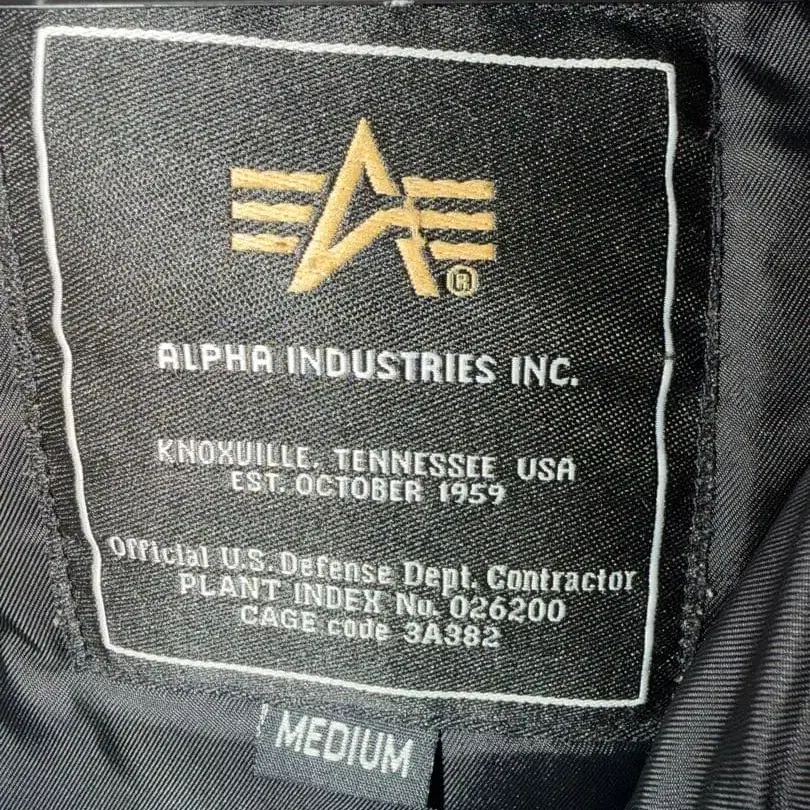 ®
ALPHA INDUSTRIES INC.
KNOXVILLE, TENNESSEE USA
EST. OCTOBER 1959
Official U.S. Defense Dept. Contractor
PLANT INDEX No. 026200
CAGE code 3A382
MEDIUM